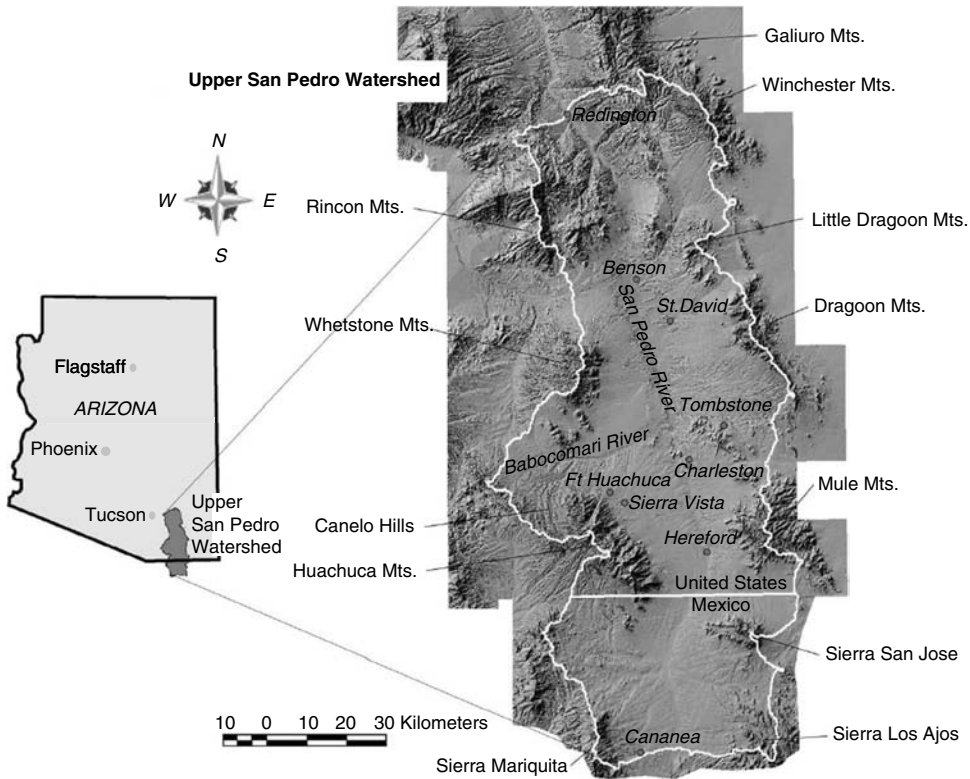 Galiuro Mts.
Upper San Pedro Watershed
Winchester Mts.
Redington
N
W
E
S
Rincon Mts.
Little Dragoon Mts.
Benson
San Pedro River
St.David
Dragoon Mts.
Whetstone Mts.
Flagstaff
ARIZONA
Tombstone
Phoenix
Babocomari River
Charleston
Ft Huachuca
Mule Mts.
Sierra Vista
Tucson
Upper
San Pedro
Watershed
Canelo Hills
Hereford
Huachuca Mts.
United States
Mexico
Sierra San Jose
10 0 10 20 30 Kilometers
Cananea
Sierra Los Ajos
Sierra Mariquita